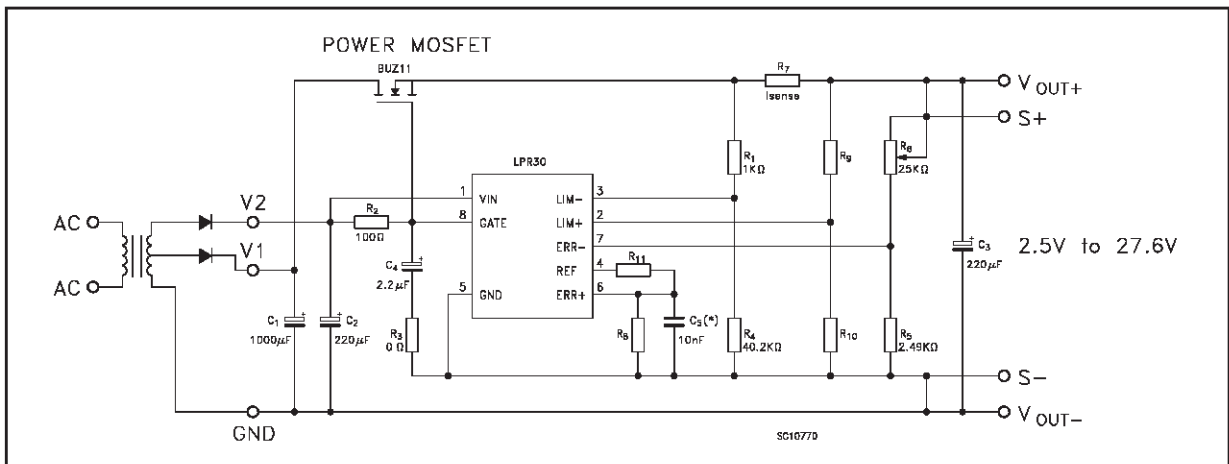 POWER MOSFET
BUZ11
R7
Isense
VOUT+
S+
LPR30
R1
1KΩ
R9
R8
25KΩ
1
VIN
LIM-
3
8
GATE
LIM+
2
ERR-
7
REF
4
5
GND
ERR+
6
R11
AC
V2
V1
AC
R2
100Ω
C4
+
2.2µF
R3
0Ω
C1
+
1000µF
C2
+
220µF
R6
C5(*)
10nF
R4
40.2KΩ
R10
R5
2.49KΩ
C3
+
220µF
2.5V to 27.6V
S-
VOUT-
GND
SC10770